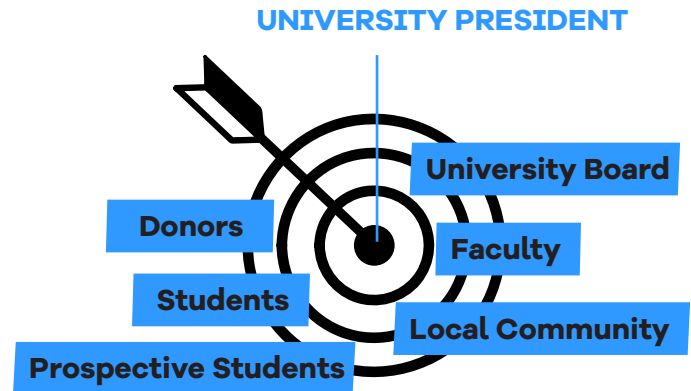 UNIVERSITY PRESIDENT
University Board
Donors
Faculty
Students
Local Community
Prospective Students